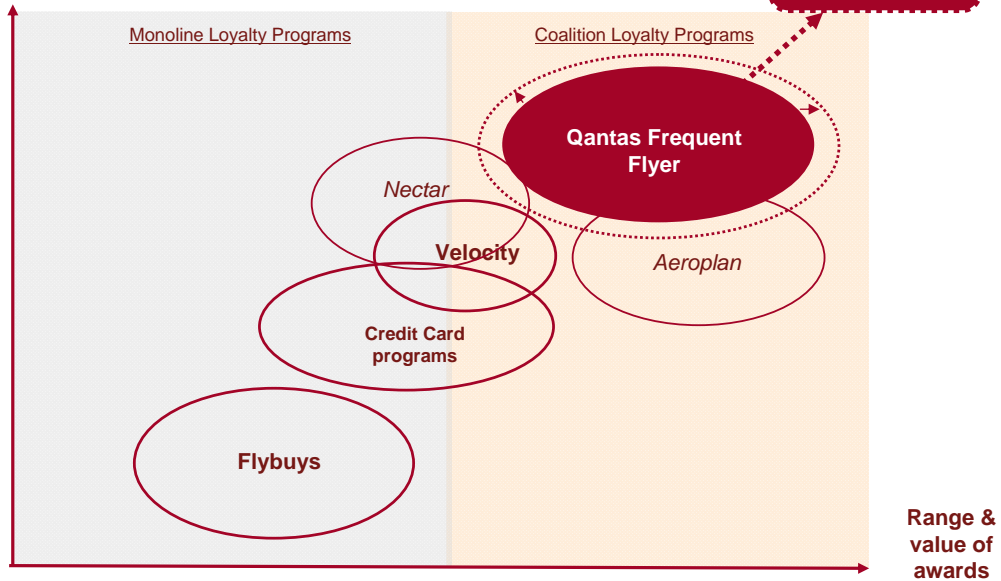 Monoline Loyalty Programs
Coalition Loyalty Programs
Qantas Frequent
Flyer
Nectar
Velocity
Aeroplan
Credit Card
programs
Flybuys
Range &
value of
awards